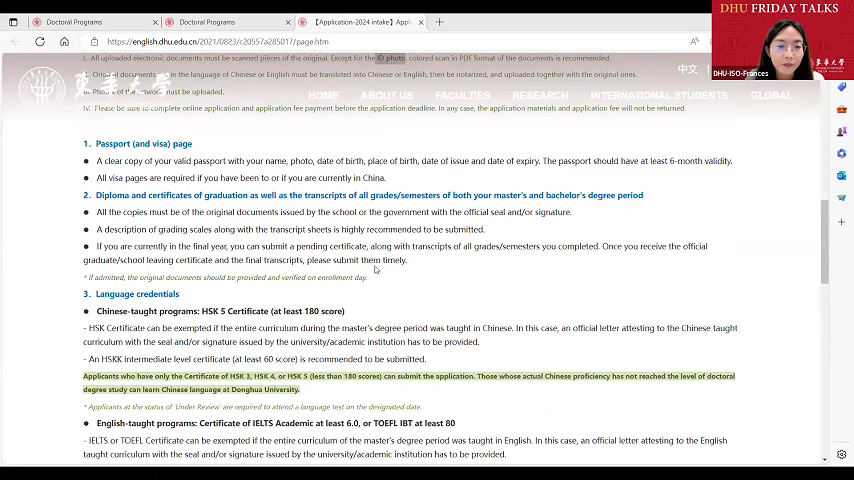 DHU FRIDAY TALKS
Doctoral Programs
Doctoral Programs
【Application-2024 intake】Appli
https://english.dhu.edu.cn/2021/0823/c20557a285017/page.htm
DHU-ISO-Frances
I. All uploaded electronic documents must be scanned pieces of the original. Except for the ID photo, colored scan in PDF format of the documents is recommended.
in the language of Chinese or English must be translated into Chinese or English, then be notarized, and uploaded together with the original ones.
must be uploaded.
IV. Please be sure to complete online application and application fee payment before the application deadline. In any case, the application materials and application fee will not be returned.
東華大学
中文
HOME ABOUT US FACULTIES RESEARCH INTERNATIONAL STUDENTS GLOBAL
1. Passport (and visa) page
● A clear copy of your valid passport with your name, photo, date of birth, place of birth, date of issue and date of expiry. The passport should have at least 6-month validity.
● All visa pages are required if you have been to or if you are currently in China.
2. Diploma and certificates of graduation as well as the transcripts of all grades/semesters of both your master's and bachelor's degree period
● All the copies must be of the original documents issued by the school or the government with the official seal and/or signature.
● A description of grading scales along with the transcript sheets is highly recommended to be submitted.
● If you are currently in the final year, you can submit a pending certificate, along with transcripts of all grades/semesters you completed. Once you receive the official
graduate/school leaving certificate and the final transcripts, please submit them timely.
* If admitted, the original documents should be provided and verified on enrollment day.
3. Language credentials
● Chinese-taught programs: HSK 5 Certificate (at least 180 score)
- HSK Certificate can be exempted if the entire curriculum during the master's degree period was taught in Chinese. In this case, an official letter attesting to the Chinese taught
curriculum with the seal and/or signature issued by the university/academic institution has to be provided.
- An HSKK intermediate level certificate (at least 60 score) is recommended to be submitted.
Applicants who have only the Certificate of HSK 3, HSK 4, or HSK 5 (less than 180 scores) can submit the application. Those whose actual Chinese proficiency has not reached the level of doctoral
degree study can learn Chinese language at Donghua University.
* Applicants at the status of 'Under Review' are required to attend a language test on the designated date.
● English-taught programs: Certificate of IELTS Academic at least 6.0, or TOEFL IBT at least 80
- IELTS or TOEFL Certificate can be exempted if the entire curriculum of the master's degree period was taught in English. In this case, an official letter attesting to the English
taught curriculum with the seal and/or signature issued by the university/academic institution has to be provided.